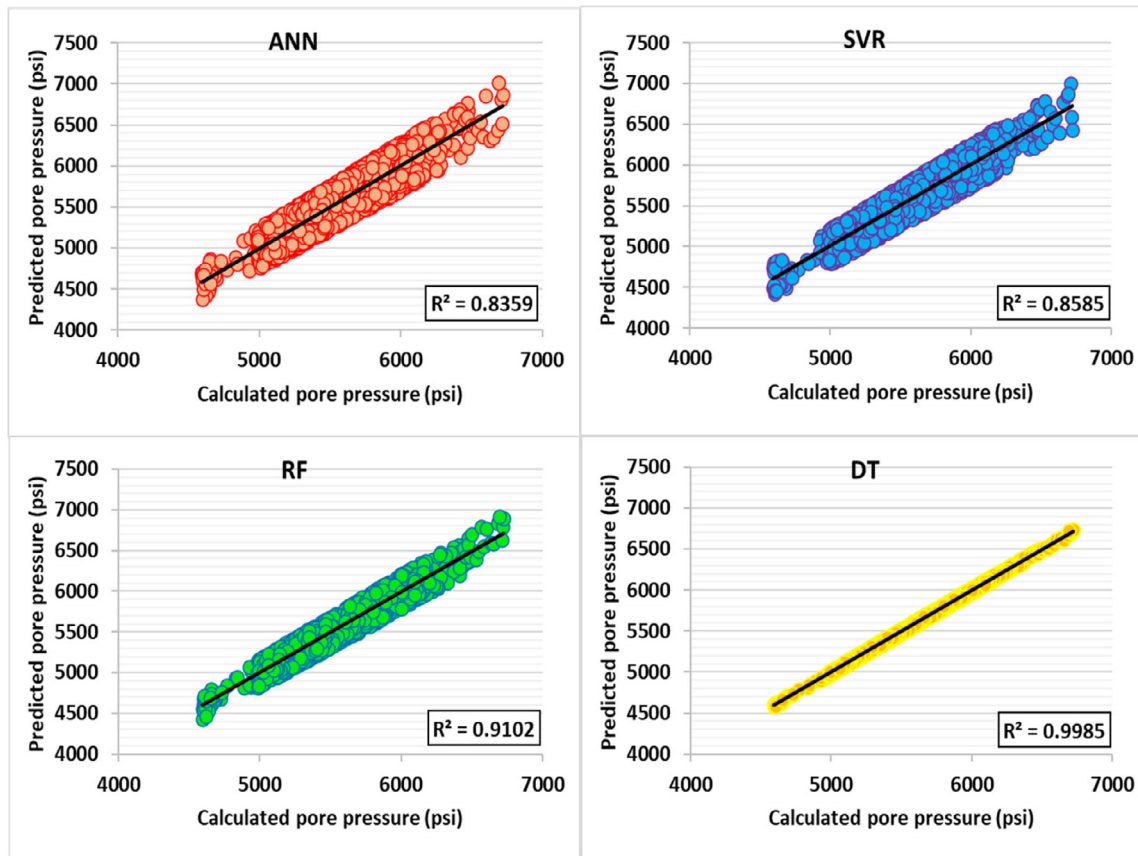 ANN
Predicted pore pressure (psi)
7500
7000
6500
6000
5500
5000
4500
4000
R² = 0.8359
4000 5000 6000 7000
Calculated pore pressure (psi)
SVR
Predicted pore pressure (psi)
7500
7000
6500
6000
5500
5000
4500
4000
R² = 0.8585
4000 5000 6000 7000
Calculated pore pressure (psi)
RF
Predicted pore pressure (psi)
7500
7000
6500
6000
5500
5000
4500
4000
R² = 0.9102
4000 5000 6000 7000
Calculated pore pressure (psi)
DT
Predicted pore pressure (psi)
7500
7000
6500
6000
5500
5000
4500
4000
R² = 0.9985
4000 5000 6000 7000
Calculated pore pressure (psi)